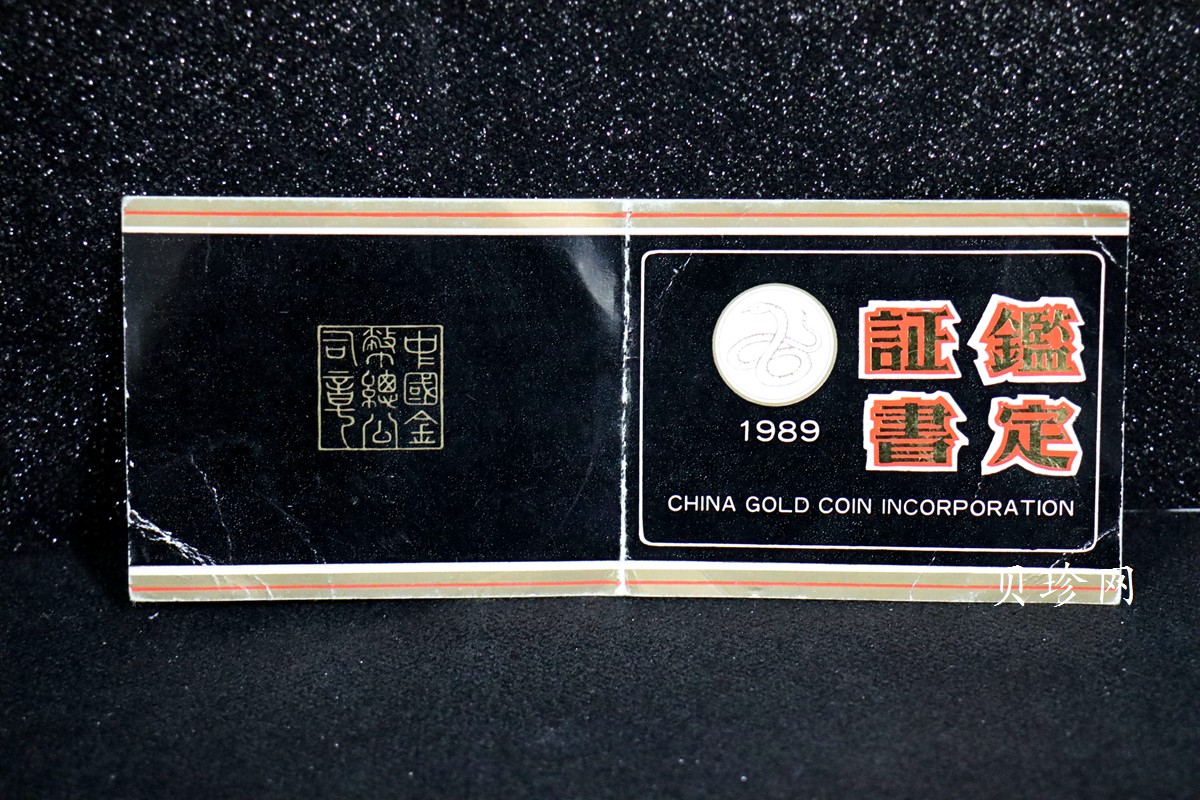 中國金
幣總公
司章
鑑定
証書
1989
CHINA GOLD COIN INCORPORATION
贝珍网